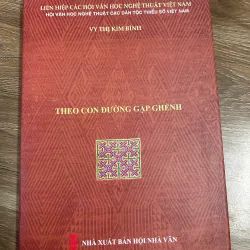 LIÊN HIỆP CÁC HỘI VĂN HỌC NGHỆ THUẬT VIỆT NAM
HỘI VĂN HỌC NGHỆ THUẬT CÁC DÂN TỘC THIỂU SỐ VIỆT NAM
VY THỊ KIM BÌNH
THEO CON ĐƯỜNG GẬP GHỀNH
NHÀ XUẤT BẢN HỘI NHÀ VĂN